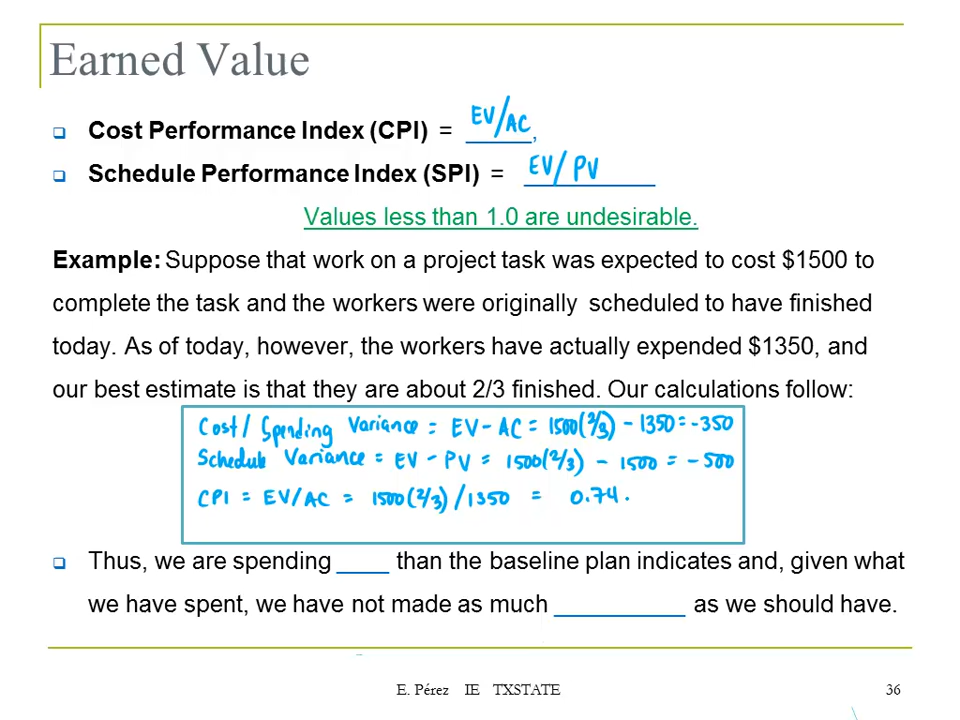 Earned Value
Cost Performance Index (CPI) = EV/AC,
Schedule Performance Index (SPI) = EV/PV
Values less than 1.0 are undesirable.
Example: Suppose that work on a project task was expected to cost $1500 to
complete the task and the workers were originally scheduled to have finished
today. As of today, however, the workers have actually expended $1350, and
our best estimate is that they are about 2/3 finished. Our calculations follow:
Cost/Spending Variance = EV - AC = 1500(2/3) - 1350 = -350
Schedule Variance = EV - PV = 1500(2/3) - 1500 = -500
CPI = EV/AC = 1500(2/3)/1350 = 0.74.
Thus, we are spending ____ than the baseline plan indicates and, given what
we have spent, we have not made as much __________ as we should have.
E. Pérez IE TXSTATE 36